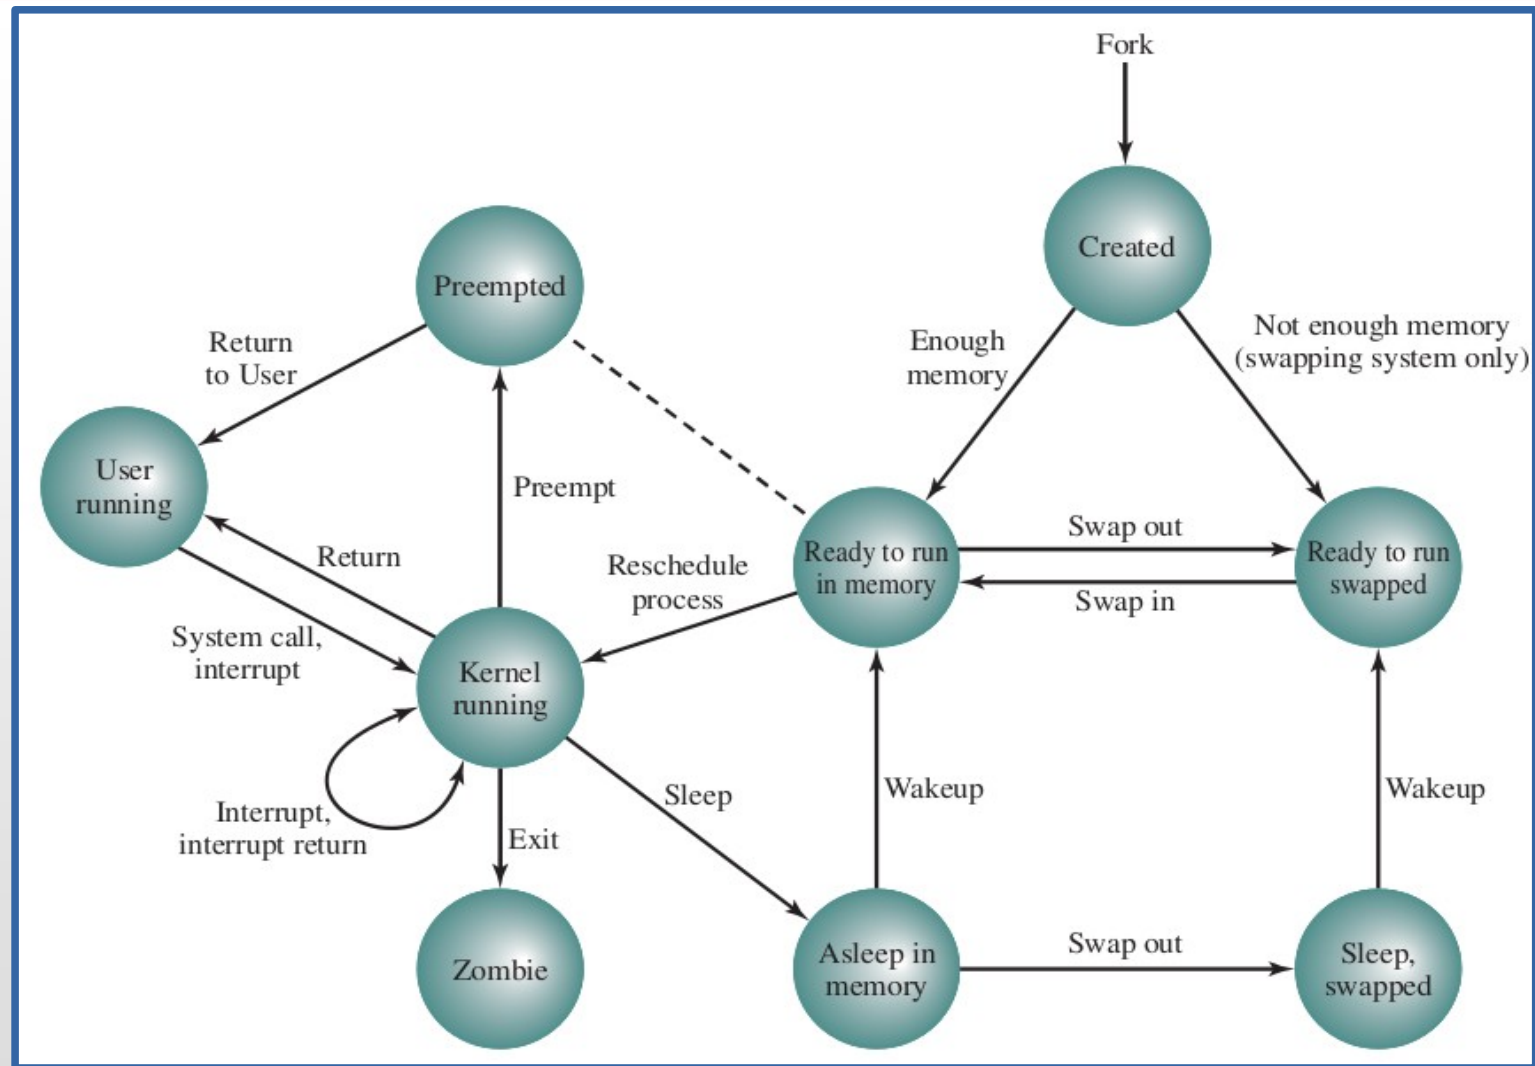 Fork
Created
Preempted
Return
to User
Enough
memory
Not enough memory
(swapping system only)
User
running
Preempt
Return
Reschedule
process
Ready to run
in memory
Swap out
Swap in
Ready to run
swapped
System call,
interrupt
Kernel
running
Interrupt,
interrupt return
Sleep
Wakeup
Wakeup
Exit
Zombie
Asleep in
memory
Swap out
Sleep,
swapped